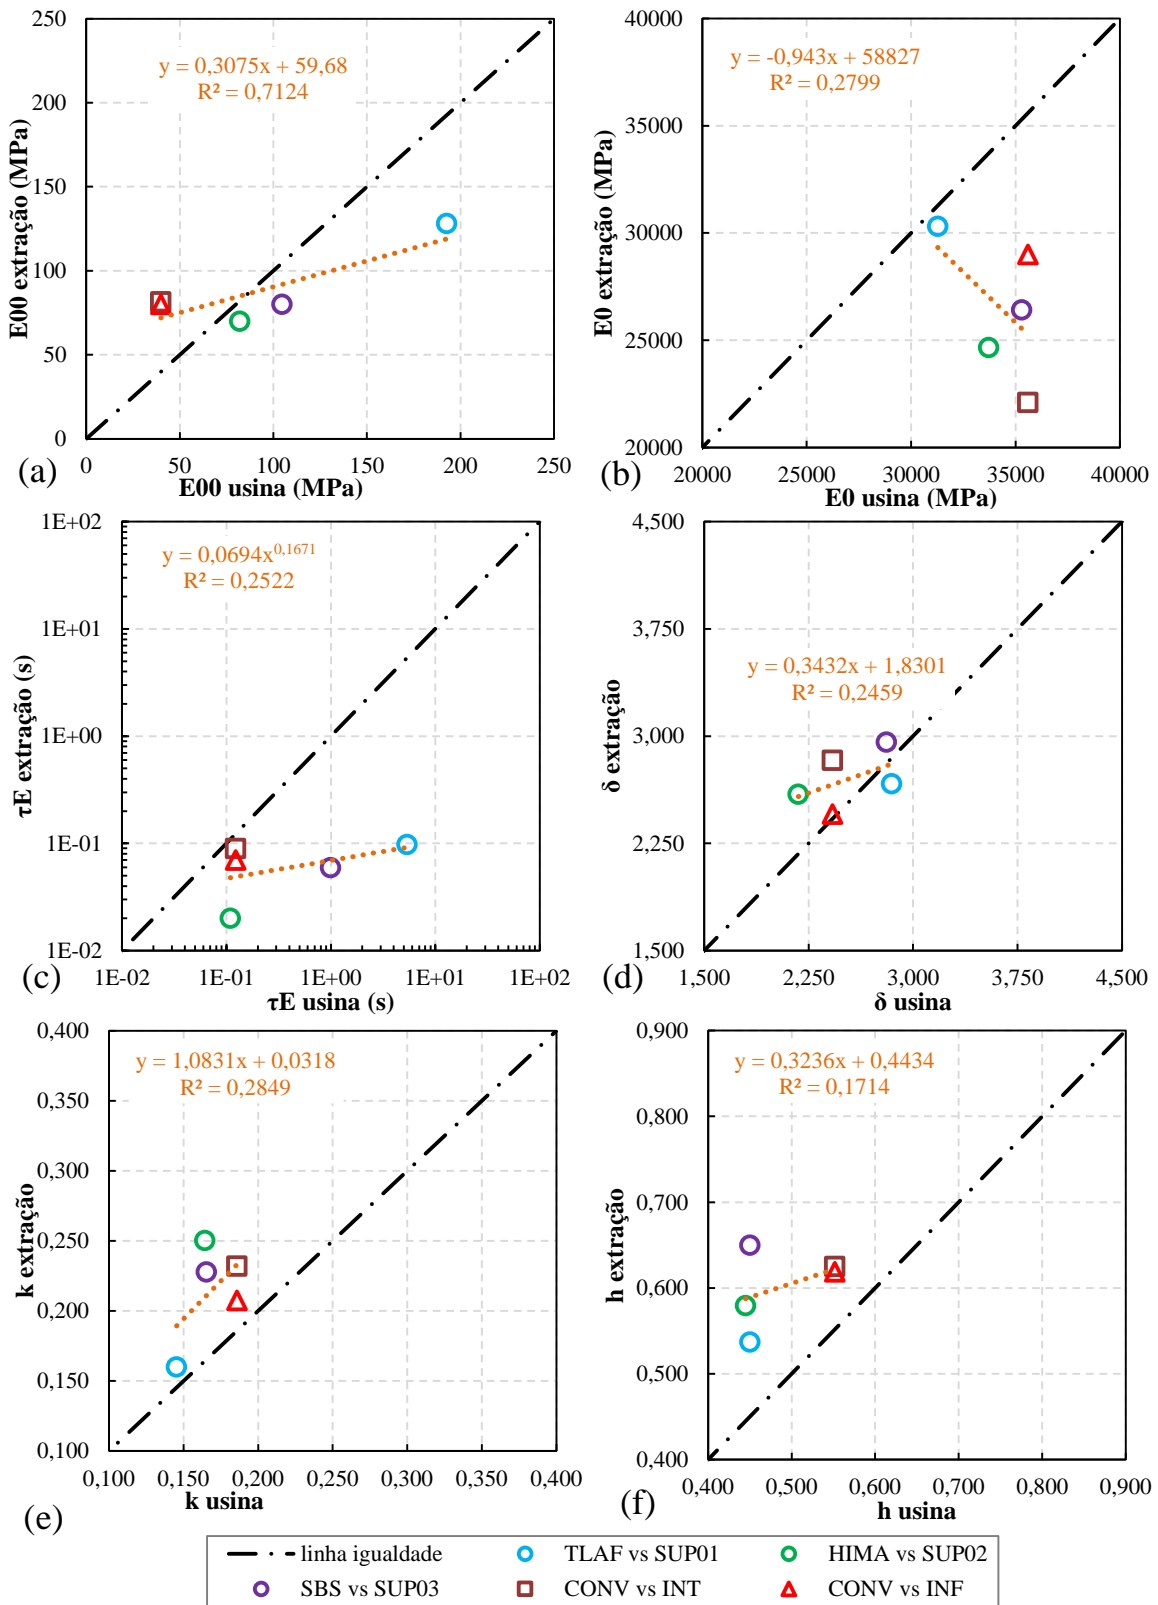 250
200
150
100
50
0
E00 extração (MPa)
y = 0,3075x + 59,68
R² = 0,7124
0 50 100 150 200 250
E00 usina (MPa)
(a)
40000
35000
30000
25000
20000
E0 extração (MPa)
y = -0,943x + 58827
R² = 0,2799
20000 25000 30000 35000 40000
E0 usina (MPa)
(b)
1E+02
1E+01
1E+00
1E-01
1E-02
τE extração (s)
y = 0,0694x^0,1671
R² = 0,2522
1E-02 1E-01 1E+00 1E+01 1E+02
τE usina (s)
(c)
4,500
3,750
3,000
2,250
1,500
δ extração
y = 0,3432x + 1,8301
R² = 0,2459
1,500 2,250 3,000 3,750 4,500
δ usina
(d)
0,400
0,350
0,300
0,250
0,200
0,150
0,100
k extração
y = 1,0831x + 0,0318
R² = 0,2849
0,100 0,150 0,200 0,250 0,300 0,350 0,400
k usina
(e)
0,900
0,800
0,700
0,600
0,500
0,400
h extração
y = 0,3236x + 0,4434
R² = 0,1714
0,400 0,500 0,600 0,700 0,800 0,900
h usina
(f)
linha igualdade TLAF vs SUP01 HIMA vs SUP02
SBS vs SUP03 CONV vs INT CONV vs INF